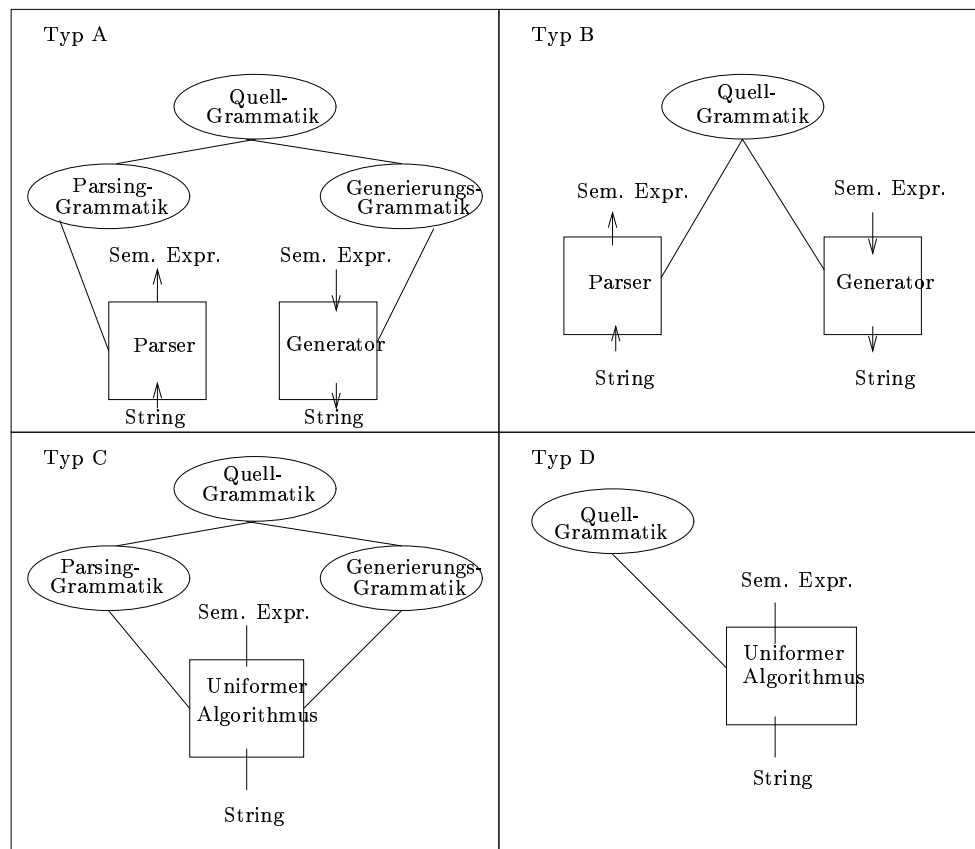 Typ A
Quell-
Grammatik
Parsing-
Grammatik
Generierungs-
Grammatik
Sem. Expr.
Sem. Expr.
Parser
Generator
String
String
Typ B
Quell-
Grammatik
Sem. Expr.
Sem. Expr.
Parser
Generator
String
String
Typ C
Quell-
Grammatik
Parsing-
Grammatik
Generierungs-
Grammatik
Sem. Expr.
Uniformer
Algorithmus
String
Typ D
Quell-
Grammatik
Sem. Expr.
Uniformer
Algorithmus
String